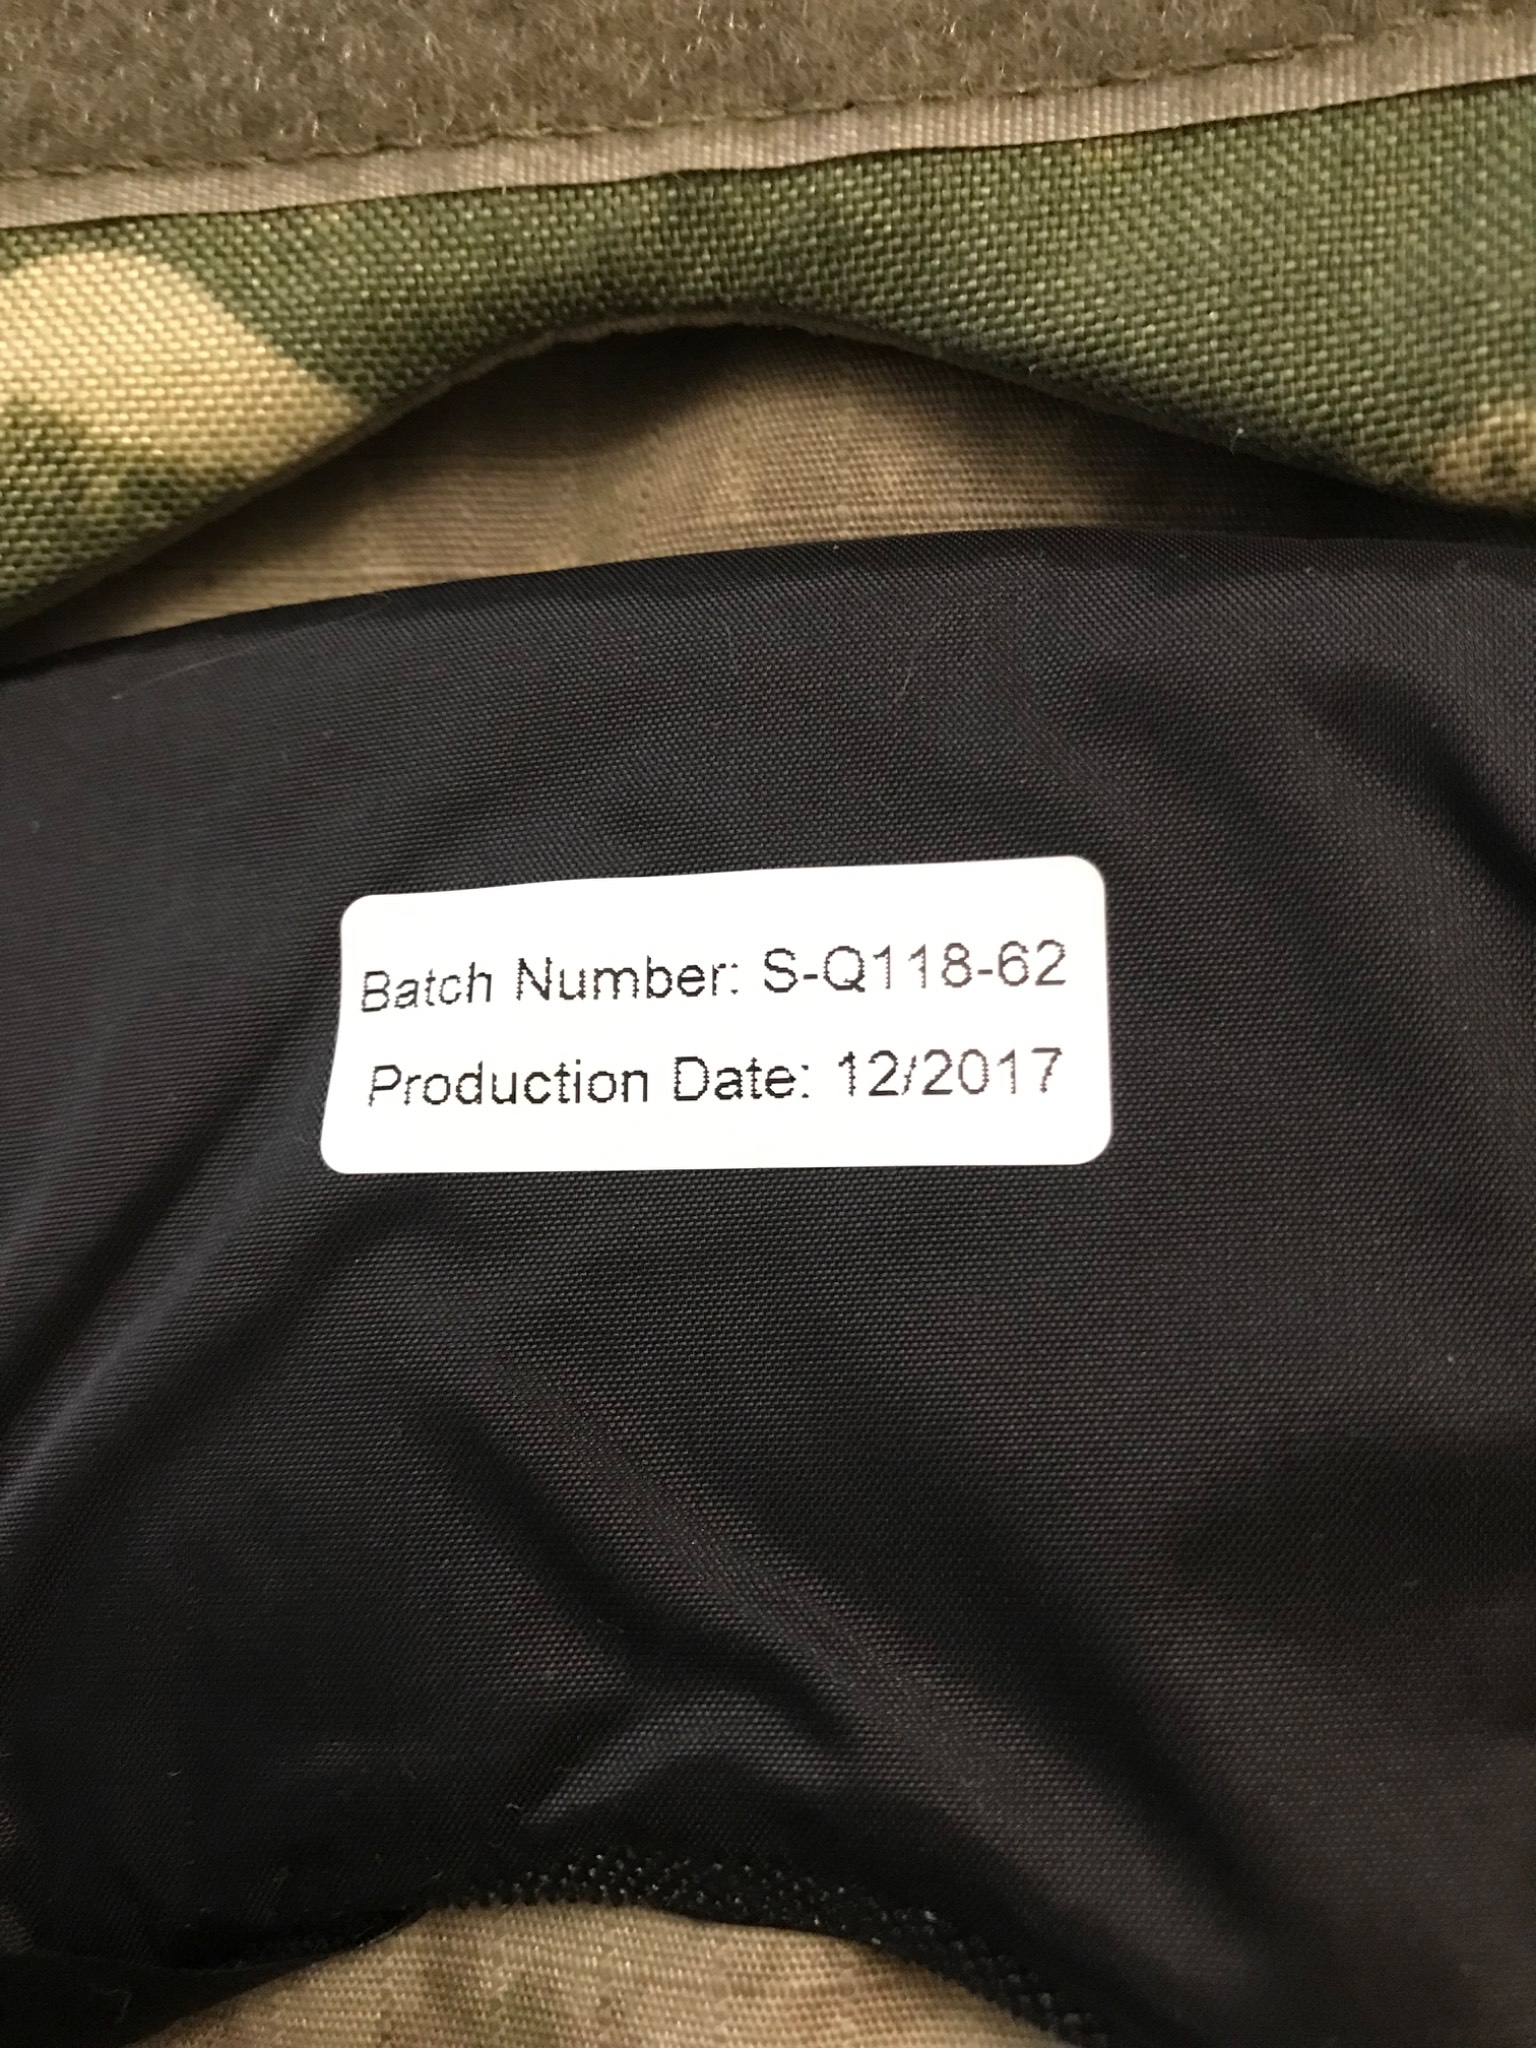 Batch Number: S-Q118-62
Production Date: 12/2017